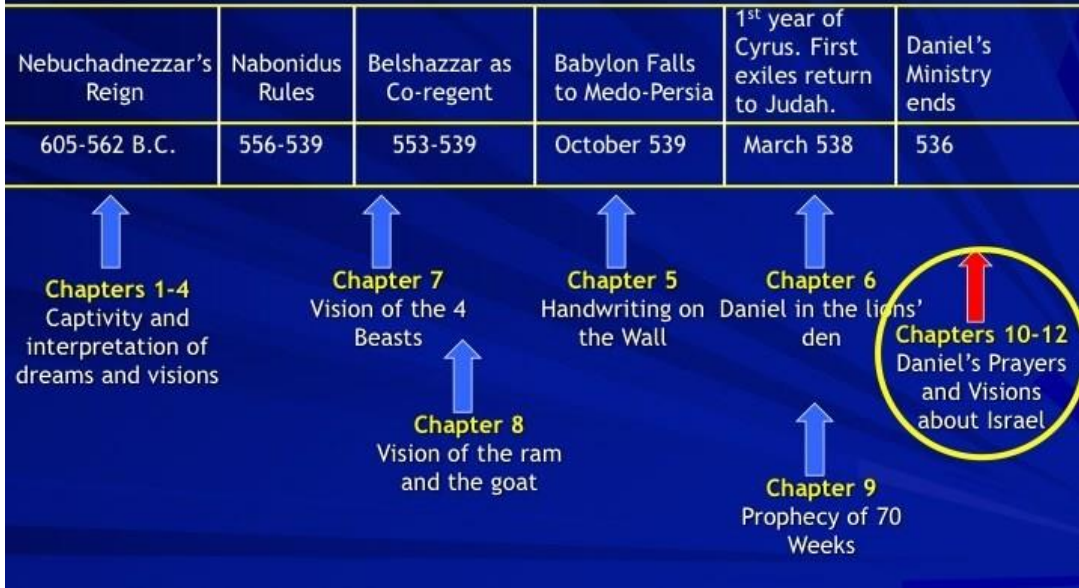 Nebuchadnezzar's
Reign
Nabonidus
Rules
Belshazzar as
Co-regent
Babylon Falls
to Medo-Persia
1st year of
Cyrus. First
exiles return
to Judah.
Daniel's
Ministry
ends
605-562 B.C.
556-539
553-539
October 539
March 538
536
Chapters 1-4
Captivity and
interpretation of
dreams and visions
Chapter 7
Vision of the 4
Beasts
Chapter 8
Vision of the ram
and the goat
Chapter 5
Handwriting on
the Wall
Chapter 6
Daniel in the lions'
den
Chapter 9
Prophecy of 70
Weeks
Chapters 10-12
Daniel's Prayers
and Visions
about Israel